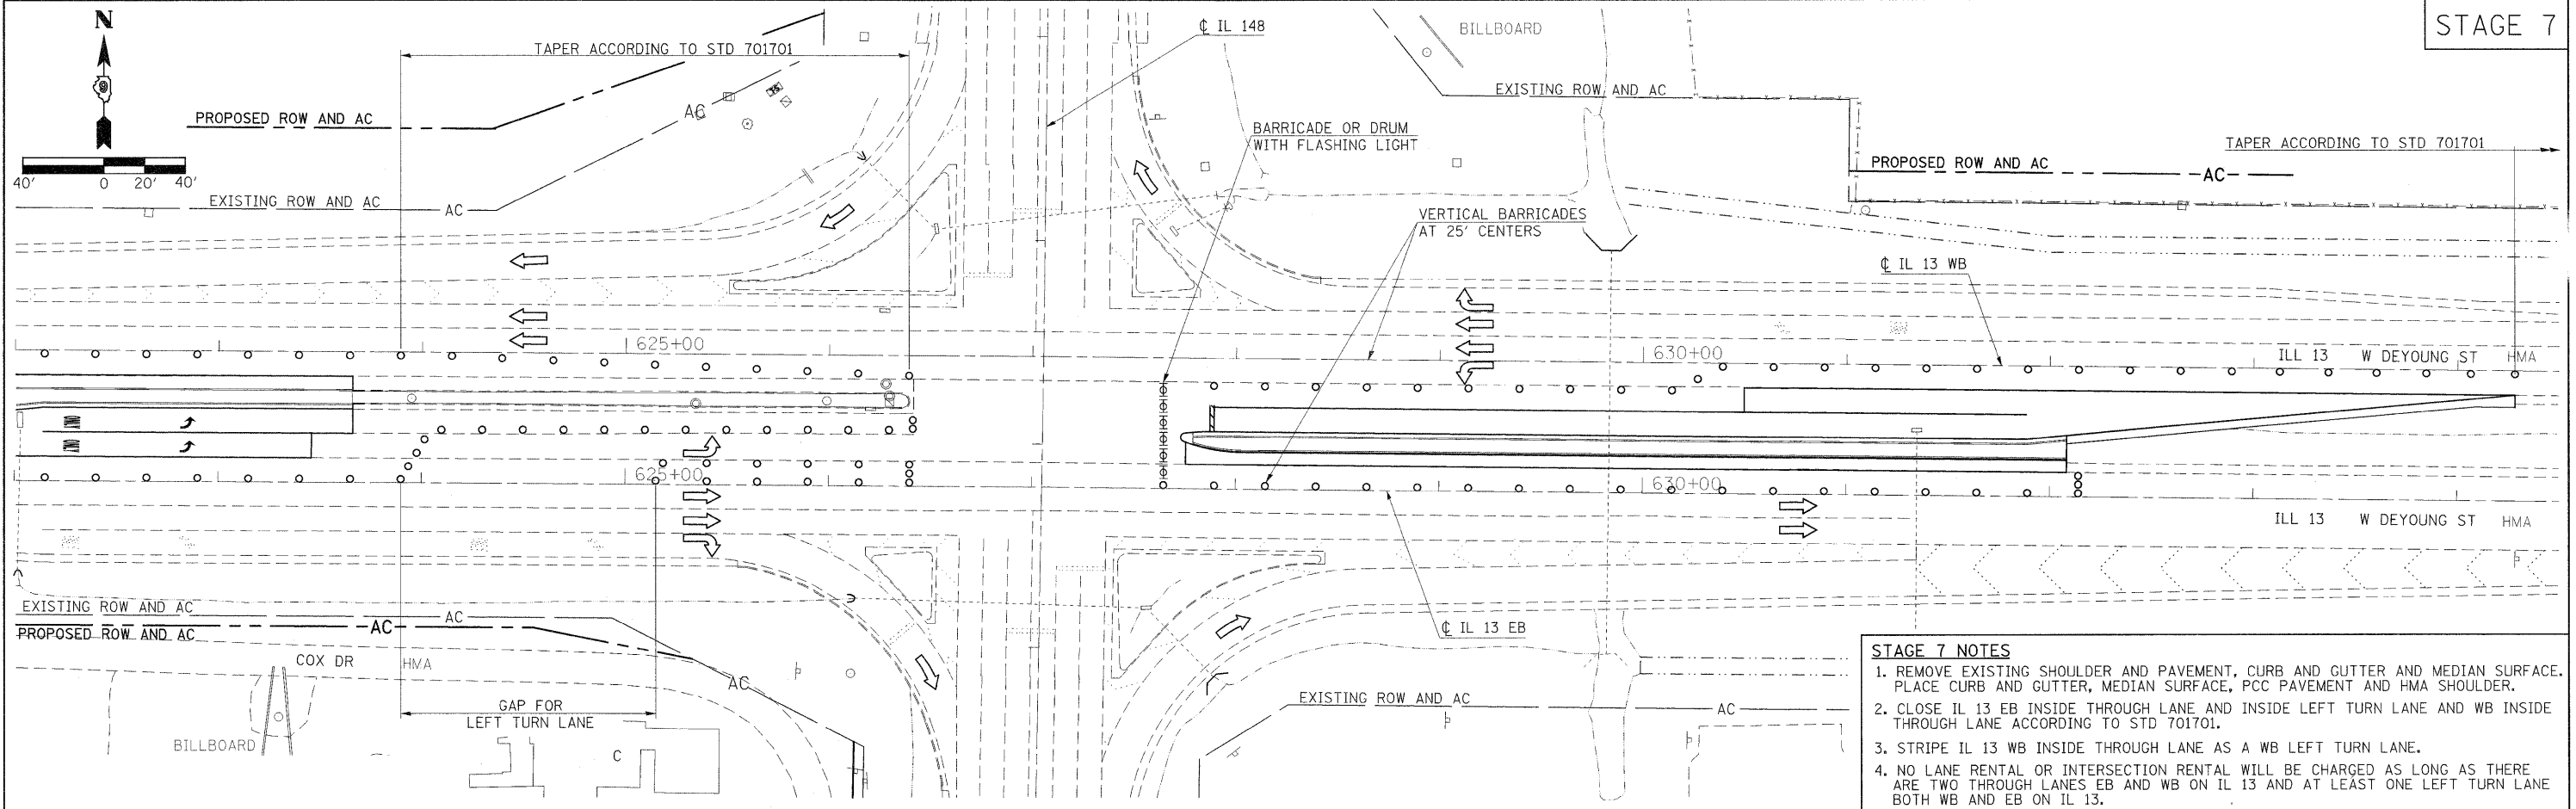 STAGE 7
N
40' 0 20' 40'
TAPER ACCORDING TO STD 701701
℄ IL 148
BILLBOARD
EXISTING ROW AND AC
PROPOSED ROW AND AC
AC
BARRICADE OR DRUM
WITH FLASHING LIGHT
TAPER ACCORDING TO STD 701701
PROPOSED ROW AND AC
AC
EXISTING ROW AND AC
AC
VERTICAL BARRICADES
AT 25' CENTERS
℄ IL 13 WB
625+00
630+00
ILL 13 W DEYOUNG ST HMA
625+00
630+00
ILL 13 W DEYOUNG ST HMA
EXISTING ROW AND AC
AC
PROPOSED ROW AND AC
AC
℄ IL 13 EB
COX DR HMA
AC
GAP FOR
LEFT TURN LANE
EXISTING ROW AND AC
AC
BILLBOARD
C
STAGE 7 NOTES
1. REMOVE EXISTING SHOULDER AND PAVEMENT, CURB AND GUTTER AND MEDIAN SURFACE.
PLACE CURB AND GUTTER, MEDIAN SURFACE, PCC PAVEMENT AND HMA SHOULDER.
2. CLOSE IL 13 EB INSIDE THROUGH LANE AND INSIDE LEFT TURN LANE AND WB INSIDE
THROUGH LANE ACCORDING TO STD 701701.
3. STRIPE IL 13 WB INSIDE THROUGH LANE AS A WB LEFT TURN LANE.
4. NO LANE RENTAL OR INTERSECTION RENTAL WILL BE CHARGED AS LONG AS THERE
ARE TWO THROUGH LANES EB AND WB ON IL 13 AND AT LEAST ONE LEFT TURN LANE
BOTH WB AND EB ON IL 13.